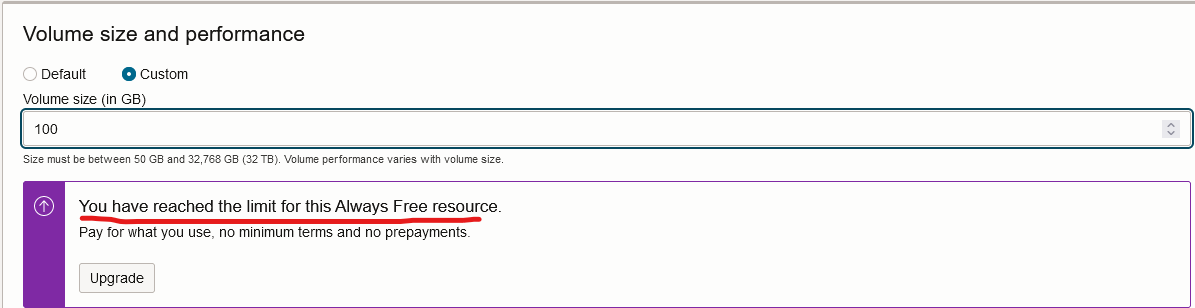 Volume size and performance
Default Custom
Volume size (in GB)
100
Size must be between 50 GB and 32,768 GB (32 TB). Volume performance varies with volume size.
You have reached the limit for this Always Free resource.
Pay for what you use, no minimum terms and no prepayments.
Upgrade